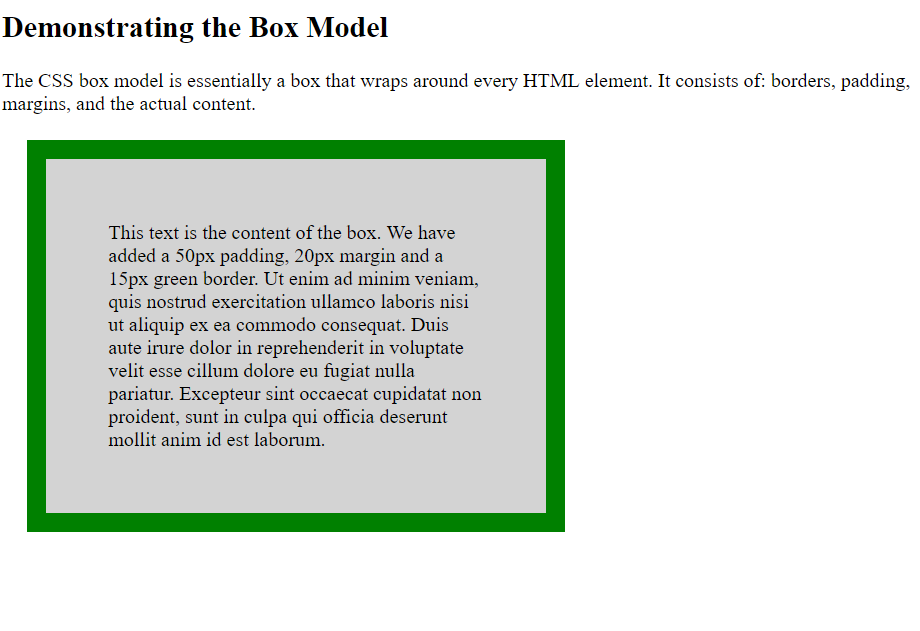 Demonstrating the Box Model
The CSS box model is essentially a box that wraps around every HTML element. It consists of: borders, padding,
margins, and the actual content.
This text is the content of the box. We have
added a 50px padding, 20px margin and a
15px green border. Ut enim ad minim veniam,
quis nostrud exercitation ullamco laboris nisi
ut aliquip ex ea commodo consequat. Duis
aute irure dolor in reprehenderit in voluptate
velit esse cillum dolore eu fugiat nulla
pariatur. Excepteur sint occaecat cupidatat non
proident, sunt in culpa qui officia deserunt
mollit anim id est laborum.